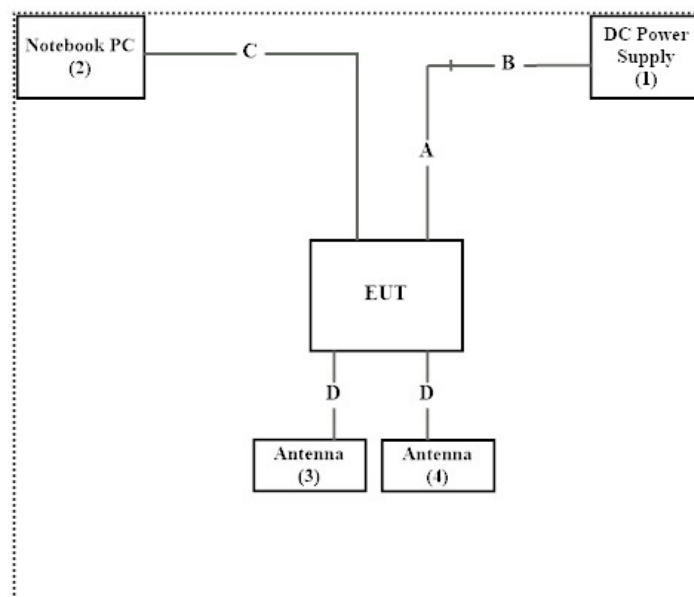 Notebook PC
(2)
C
DC Power
Supply
(1)
B
A
EUT
D
D
Antenna
(3)
Antenna
(4)